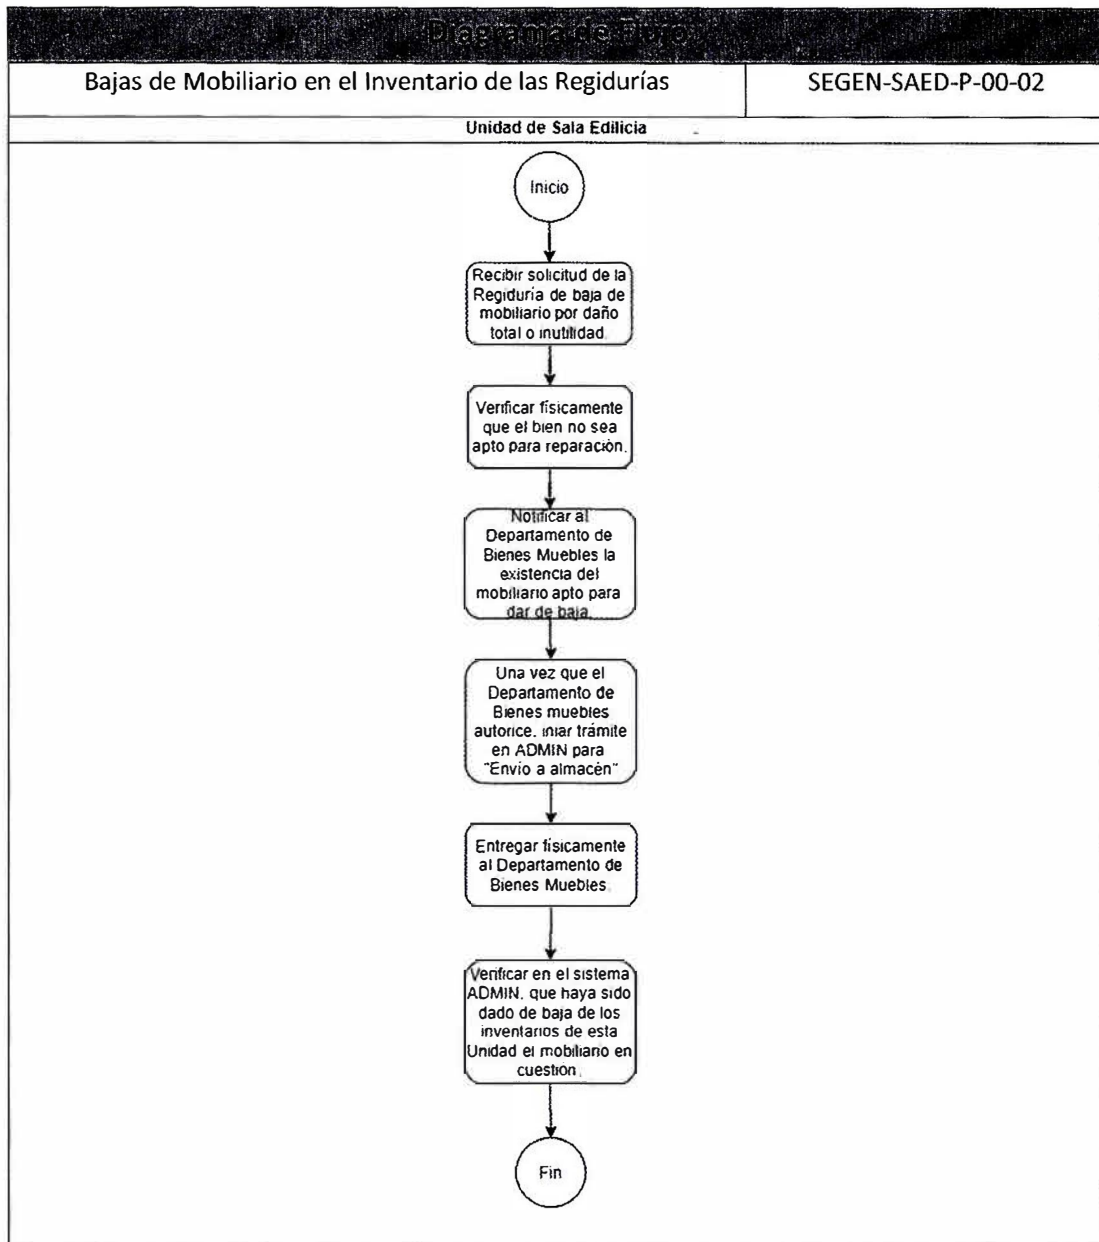 Diagrama de Flujo
Bajas de Mobiliario en el Inventario de las Regidurías
SEGEN-SAED-P-00-02
Unidad de Sala Edilicia
Inicio
Recibir solicitud de la
Regiduría de baja de
mobiliario por daño
total o inutilidad.
Verificar físicamente
que el bien no sea
apto para reparación.
Notificar al
Departamento de
Bienes Muebles la
existencia del
mobiliario apto para
dar de baja.
Una vez que el
Departamento de
Bienes muebles
autorice, iniar trámite
en ADMIN para
"Envío a almacén"
Entregar físicamente
al Departamento de
Bienes Muebles.
Verificar en el sistema
ADMIN, que haya sido
dado de baja de los
inventarios de esta
Unidad el mobiliario en
cuestión.
Fin